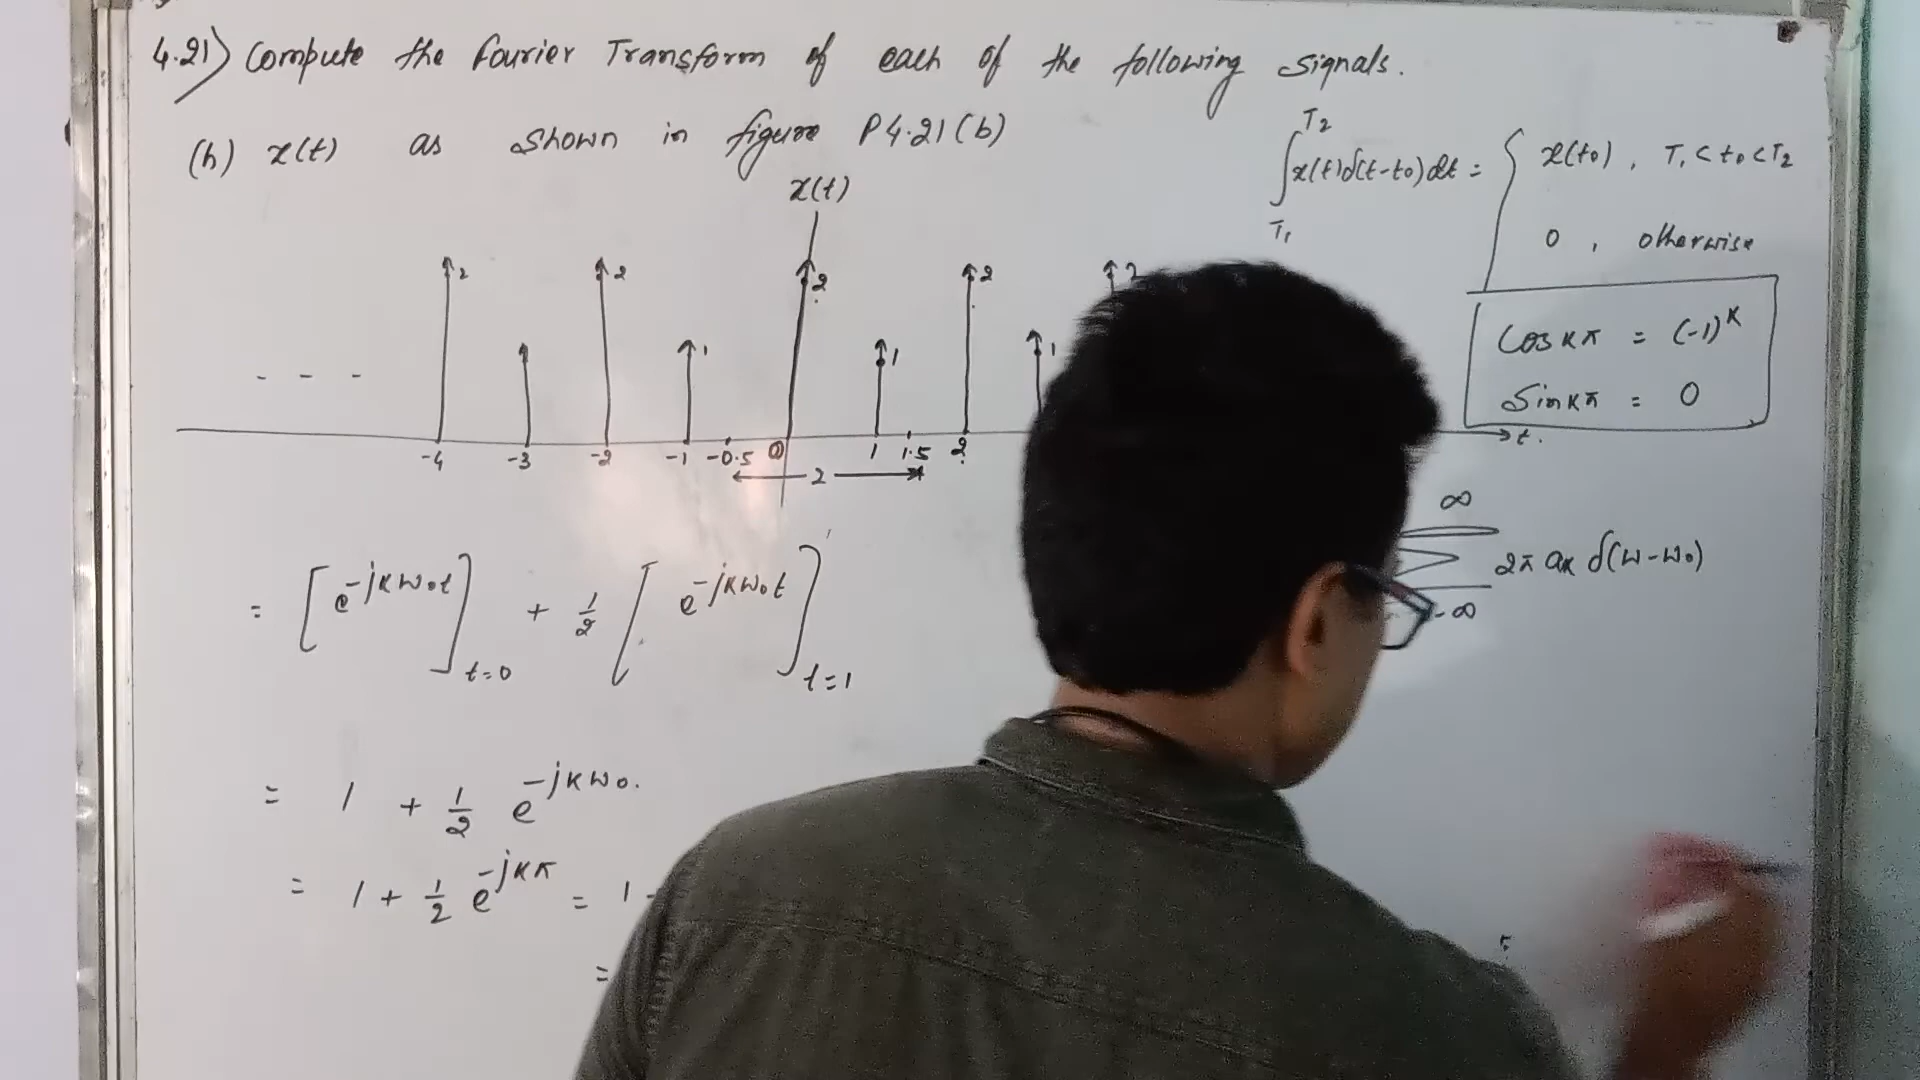 4.21) Compute the Fourier Transform of each of the following signals.
(h) x(t) as shown in figure P4.21(b)
∫ x(t)δ(t-t0)dt = { x(t0), T1 < t0 < T2
T2
T1
0 , otherwise
x(t)
2 2 2 2 2
1 1 1
- - -
cos kπ = (-1)^k
sin kπ = 0
-4 -3 -2 -1 -0.5 0 1 1.5 2 t.
2
∞
2π ak δ(ω-ω0)
-∞
= [e^-jkω0t] t=0 + 1/2 [e^-jkω0t] t=1
= 1 + 1/2 e^-jkω0.
= 1 + 1/2 e^-jkπ = 1
=